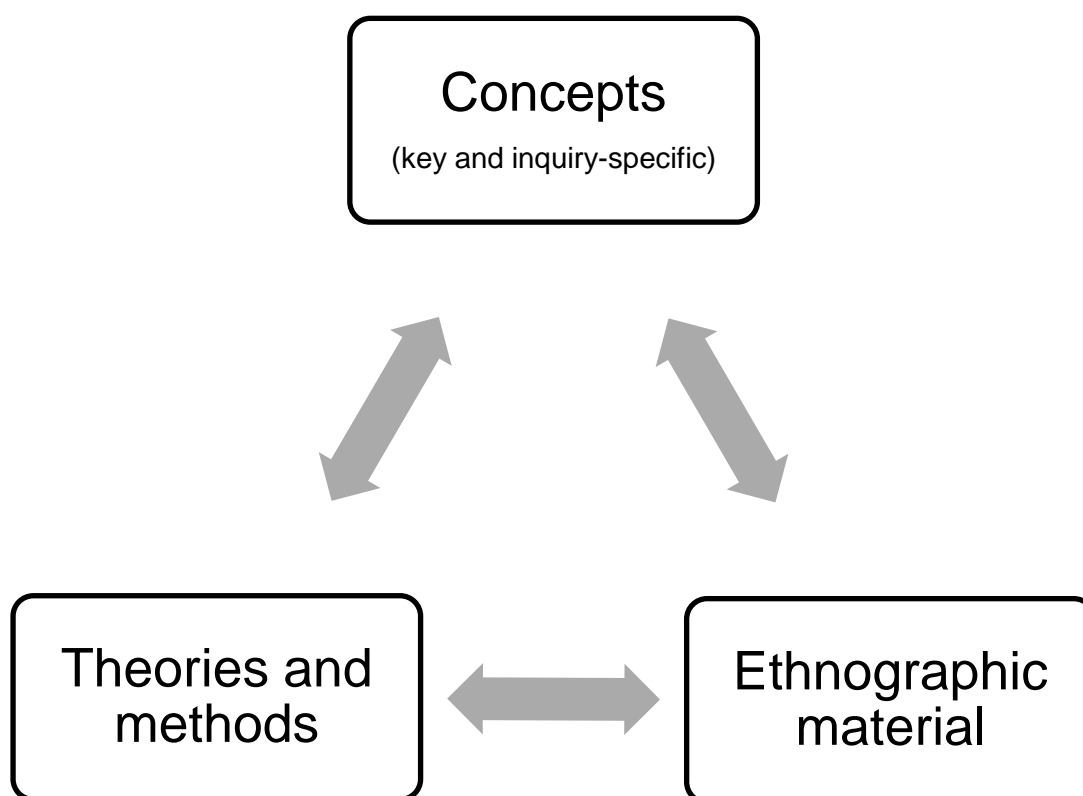 Concepts
(key and inquiry-specific)
Theories and
methods
Ethnographic
material